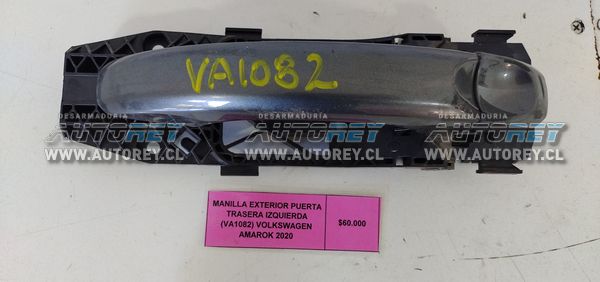 VA1082
DESARMADURIA
AUTOREY
WWW.AUTOREY.CL
DESARMADURIA
AUTOREY
WWW.AUTOREY.CL
DESARMADURIA
AUTOREY
WWW.AUTOREY.CL
MANILLA EXTERIOR PUERTA
TRASERA IZQUIERDA
(VA1082) VOLKSWAGEN
AMAROK 2020
$60.000